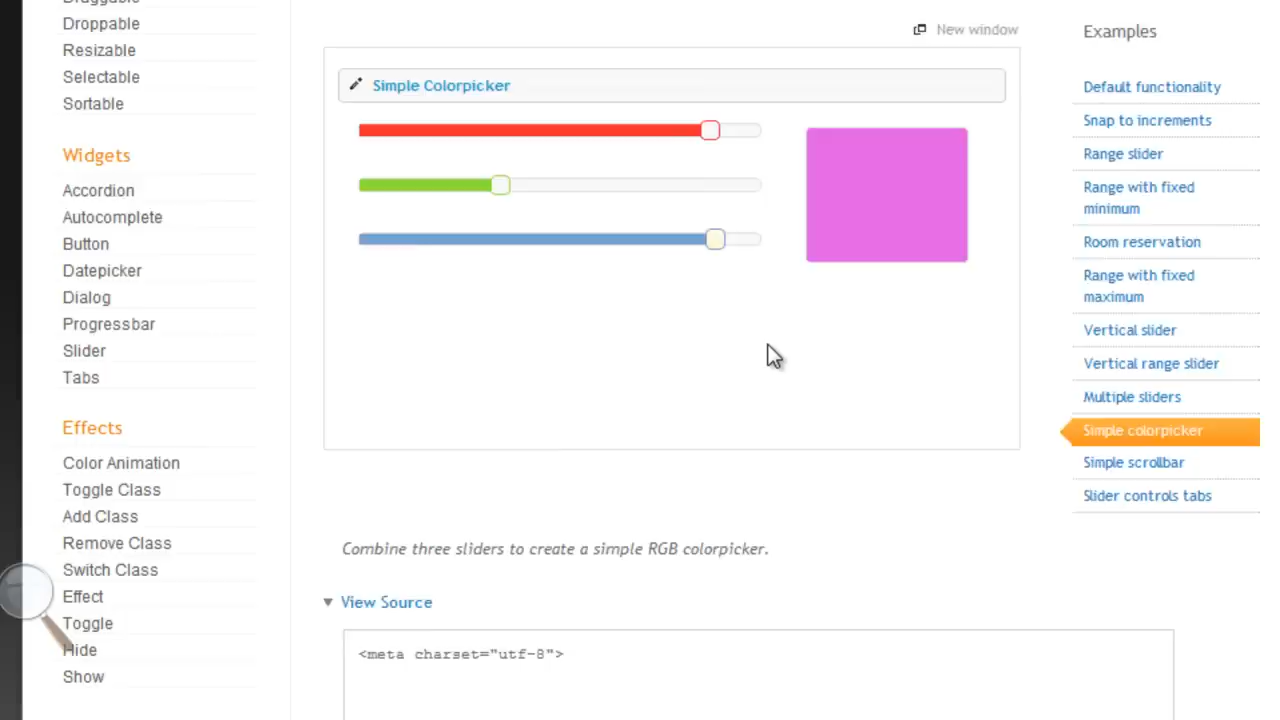 Draggable
Droppable
Resizable
Selectable
Sortable
Widgets
Accordion
Autocomplete
Button
Datepicker
Dialog
Progressbar
Slider
Tabs
Effects
Color Animation
Toggle Class
Add Class
Remove Class
Switch Class
Effect
Toggle
Hide
Show
New window
Simple Colorpicker
Combine three sliders to create a simple RGB colorpicker.
View Source
<meta charset="utf-8">
Examples
Default functionality
Snap to increments
Range slider
Range with fixed
minimum
Room reservation
Range with fixed
maximum
Vertical slider
Vertical range slider
Multiple sliders
Simple colorpicker
Simple scrollbar
Slider controls tabs